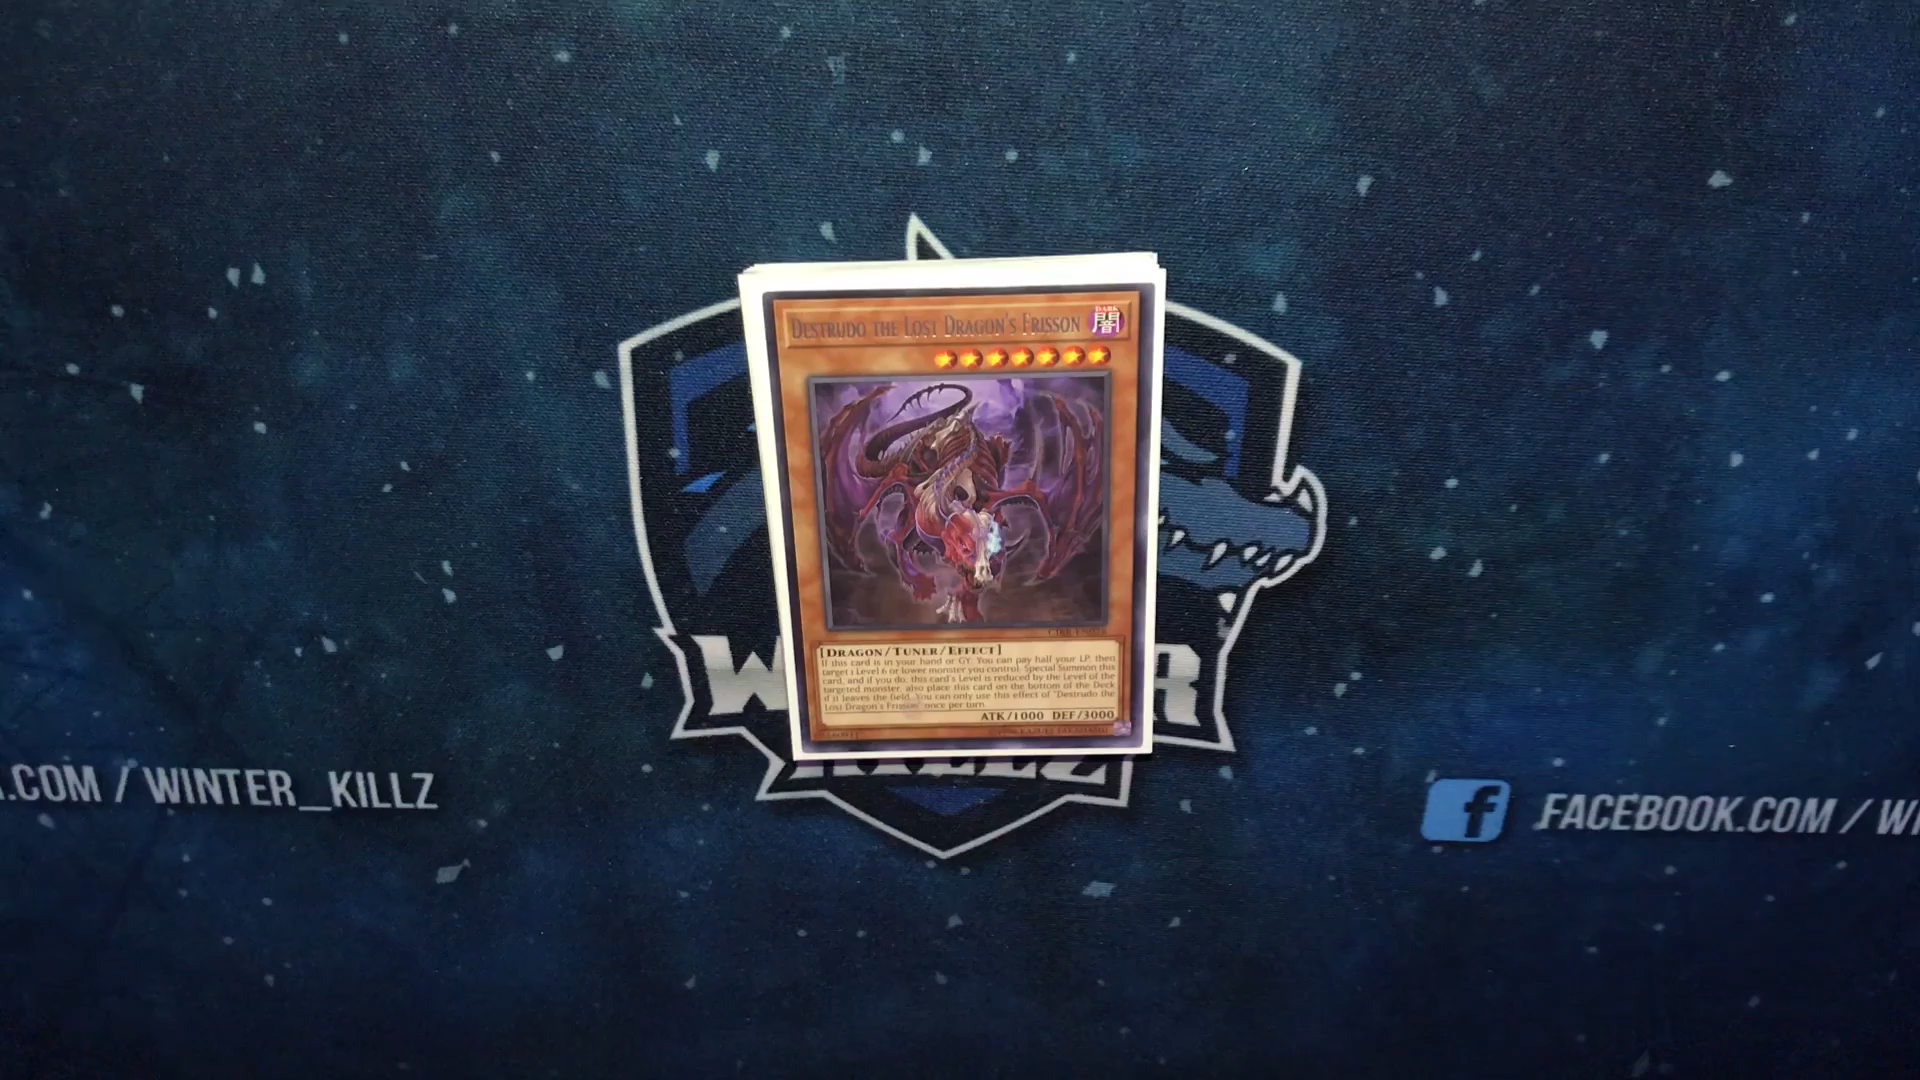 DESTRUDO THE LOST DRAGON'S FRISSON
DARK
闇
[DRAGON/TUNER/EFFECT]
If this card is in your hand or GY: You can pay half your LP, then
target 1 Level 6 or lower monster you control; Special Summon this
card, and if you do, this card's Level is reduced by the Level of the
targeted monster, also place this card on the bottom of the Deck
if it leaves the field. You can only use this effect of "Destrudo the
Lost Dragon's Frisson" once per turn.
ATK/1000 DEF/3000
.COM / WINTER_KILLZ
f FACEBOOK.COM / WI